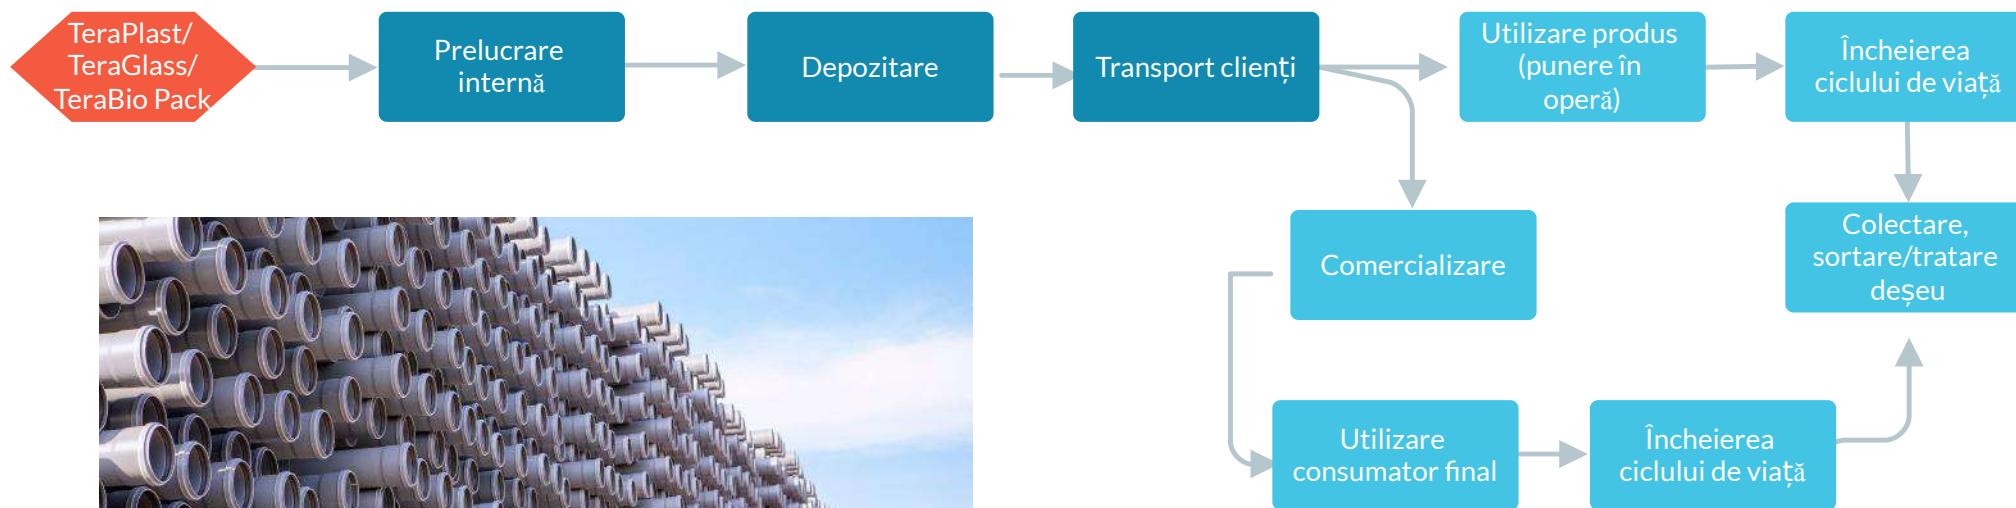 TeraPlast/
TeraGlass/
TeraBio Pack
Prelucrare
internă
Depozitare
Transport clienți
Utilizare produs
(punere în
operă)
Încheierea
ciclului de viață
Comercializare
Colectare,
sortare/tratare
deșeu
Utilizare
consumator final
Încheierea
ciclului de viață